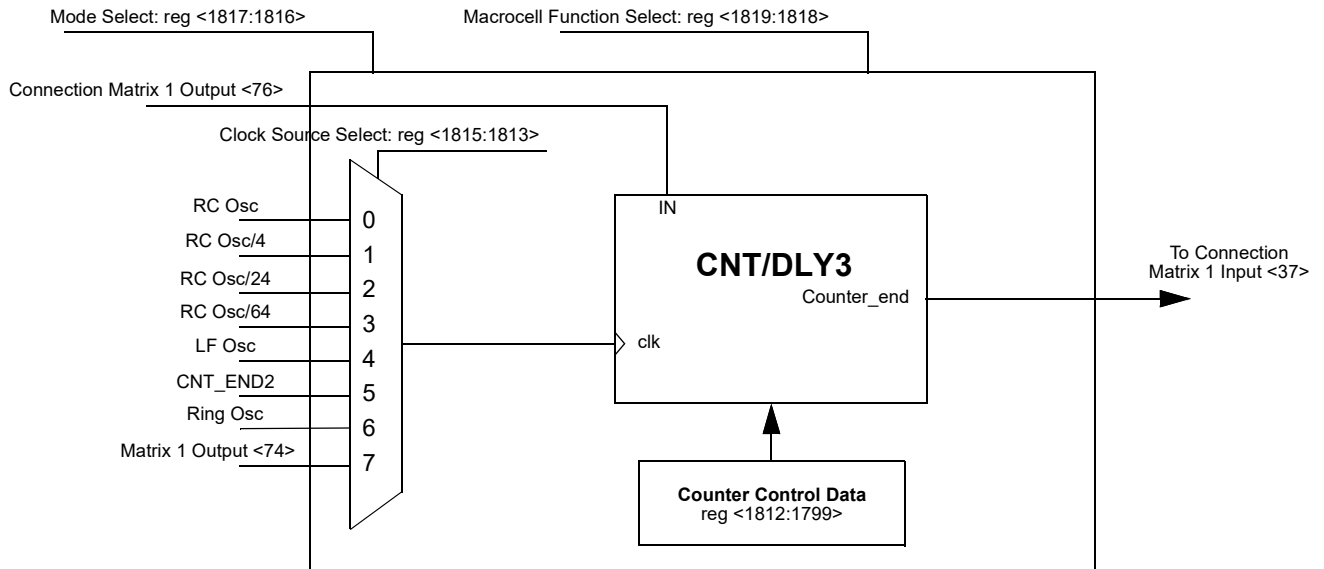 Mode Select: reg <1817:1816>
Macrocell Function Select: reg <1819:1818>
Connection Matrix 1 Output <76>
Clock Source Select: reg <1815:1813>
RC Osc
0
RC Osc/4
1
RC Osc/24
2
RC Osc/64
3
LF Osc
4
CNT_END2
5
Ring Osc
6
Matrix 1 Output <74>
7
IN
CNT/DLY3
Counter_end
clk
To Connection
Matrix 1 Input <37>
Counter Control Data
reg <1812:1799>